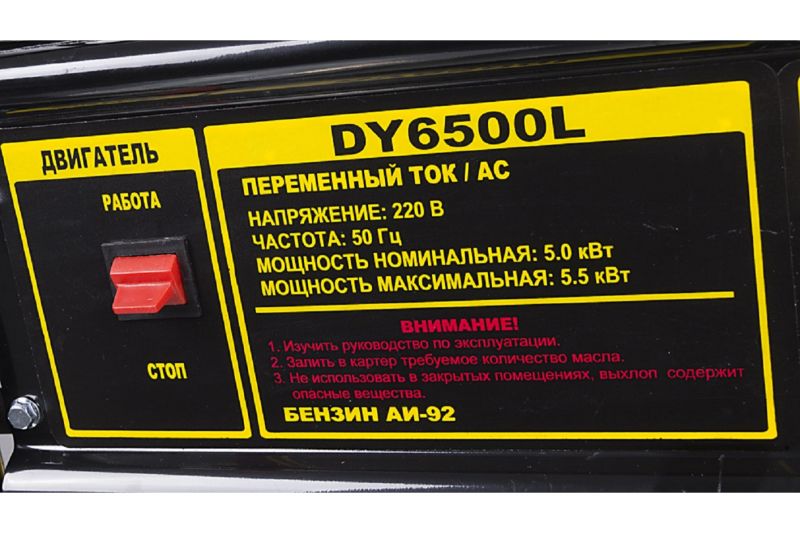 ДВИГАТЕЛЬ
РАБОТА
СТОП
DY6500L
ПЕРЕМЕННЫЙ ТОК / AC
НАПРЯЖЕНИЕ: 220 В
ЧАСТОТА: 50 Гц
МОЩНОСТЬ НОМИНАЛЬНАЯ: 5.0 кВт
МОЩНОСТЬ МАКСИМАЛЬНАЯ: 5.5 кВт
ВНИМАНИЕ!
1. Изучить руководство по эксплуатации.
2. Залить в картер требуемое количество масла.
3. Не использовать в закрытых помещениях, выхлоп содержит
опасные вещества.
БЕНЗИН АИ-92